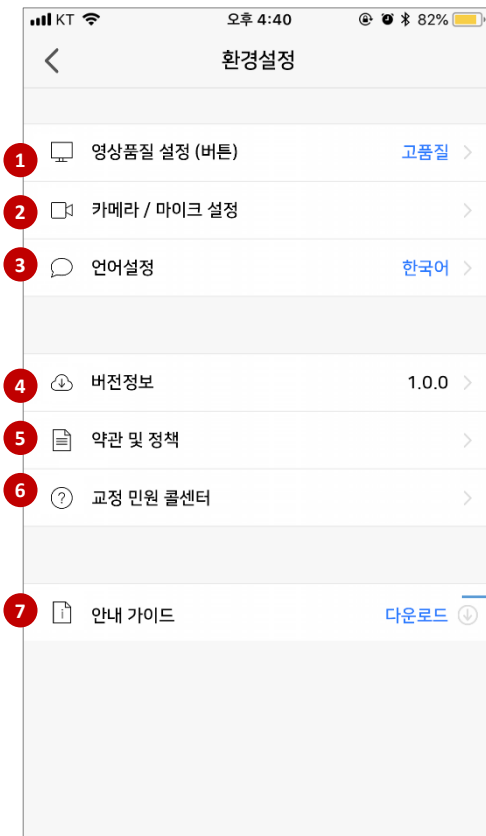 KT 오후 4:40 82%
환경설정
1 영상품질 설정 (버튼) 고품질
2 카메라 / 마이크 설정
3 언어설정 한국어
4 버전정보 1.0.0
5 약관 및 정책
6 교정 민원 콜센터
7 안내 가이드 다운로드